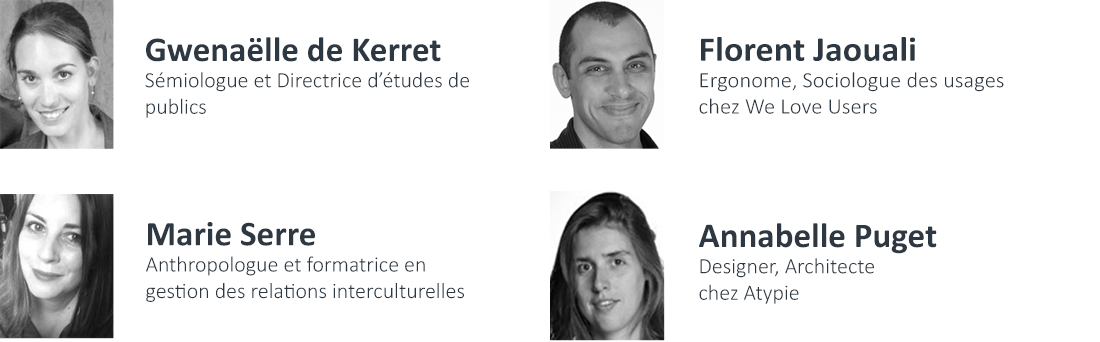 Gwenaëlle de Kerret
Sémiologue et Directrice d’études de
publics
Florent Jaouali
Ergonome, Sociologue des usages
chez We Love Users
Marie Serre
Anthropologue et formatrice en
gestion des relations interculturelles
Annabelle Puget
Designer, Architecte
chez Atypie